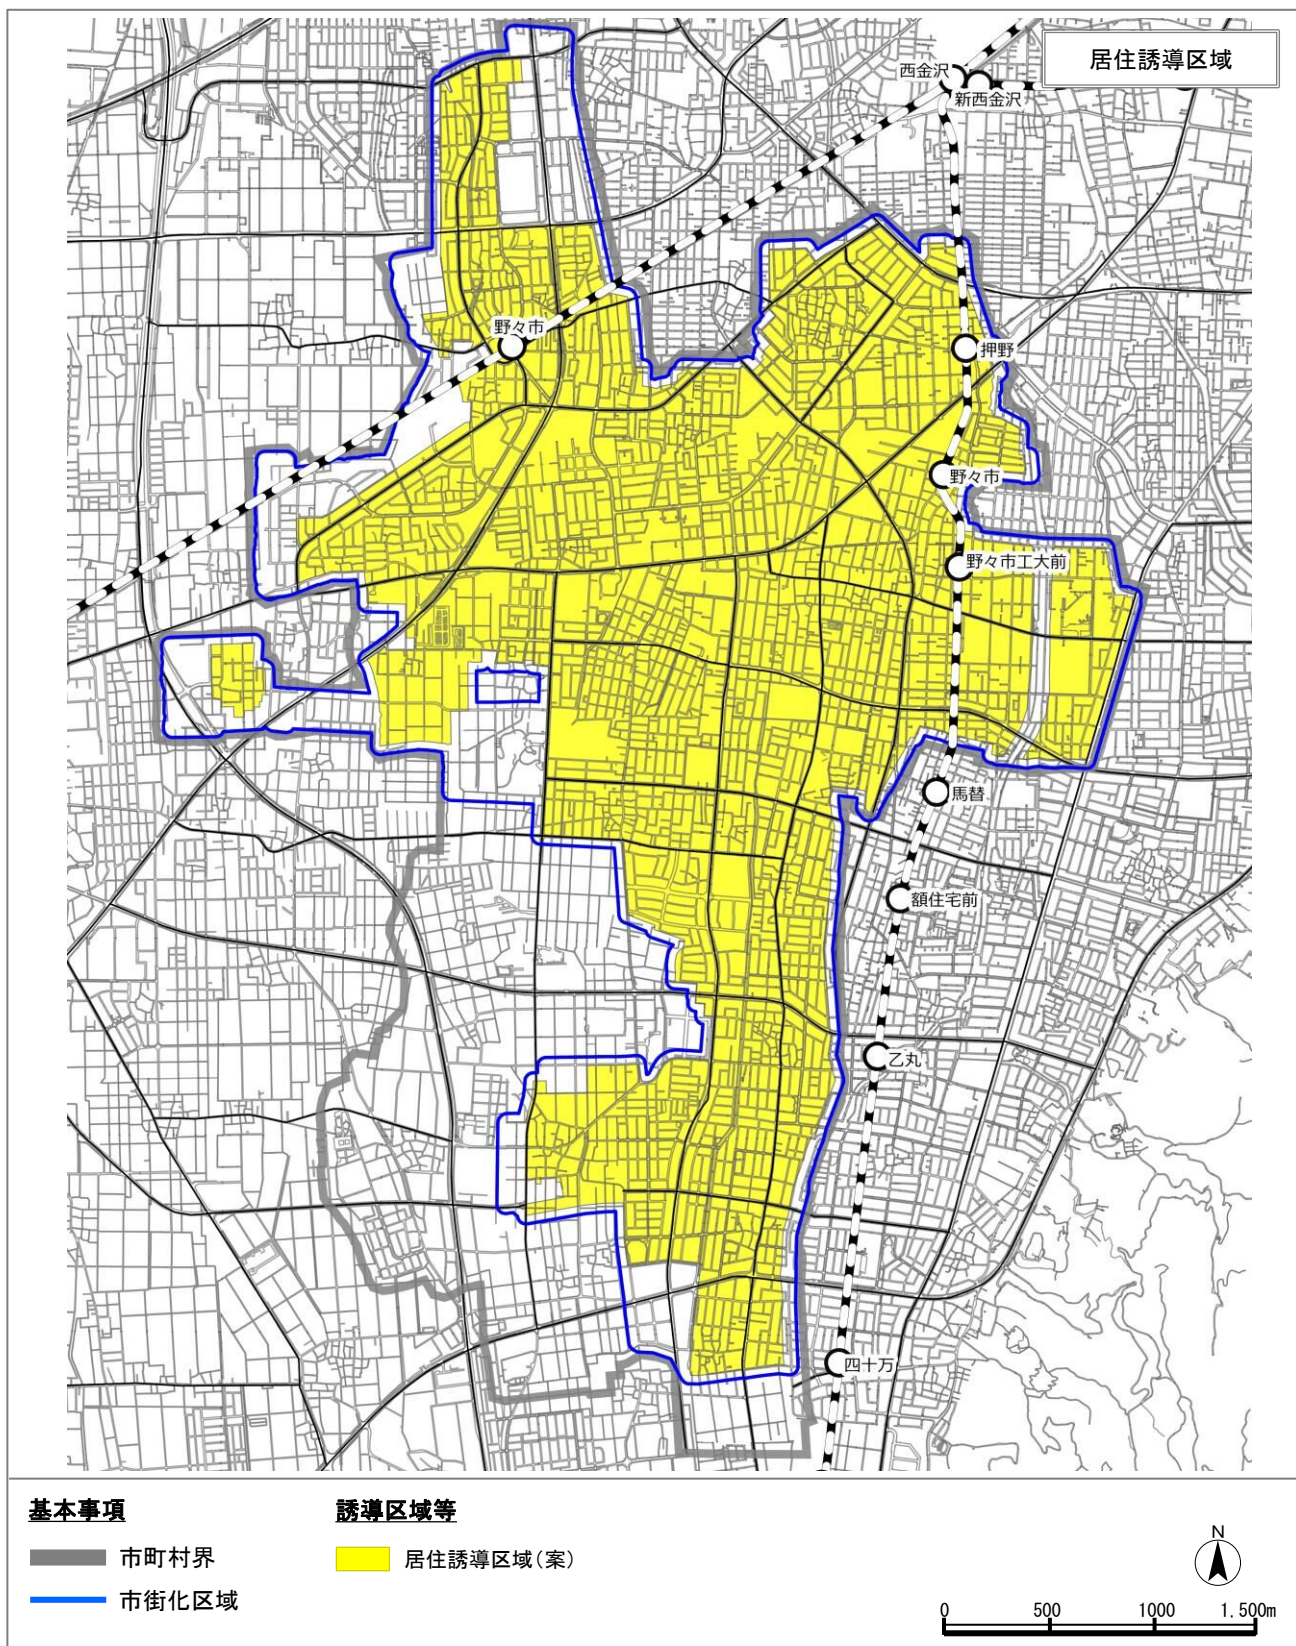 居住誘導区域
西金沢
新西金沢
野々市
押野
野々市
野々市工大前
馬替
額住宅前
乙丸
四十万
基本事項
誘導区域等
市町村界
居住誘導区域(案)
市街化区域
N
0 500 1000 1,500m